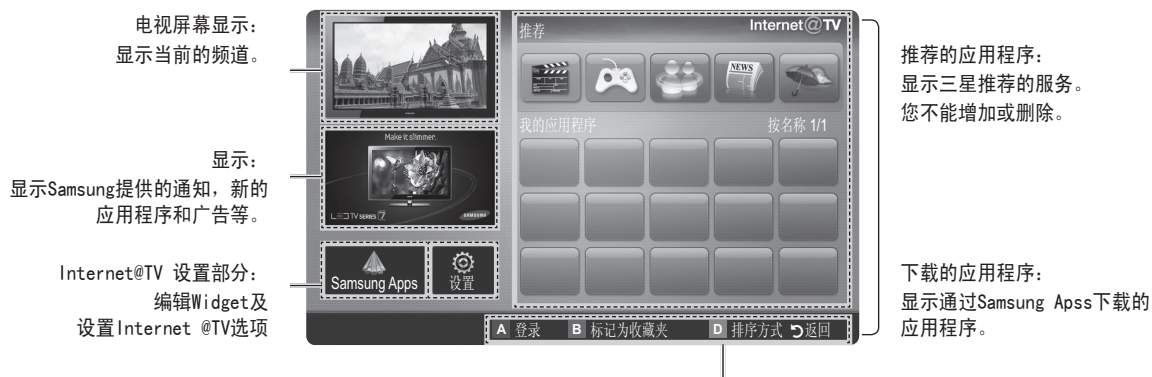 电视屏幕显示：
显示当前的频道。
显示：
显示Samsung提供的通知，新的
应用程序和广告等。
Internet@TV 设置部分：
编辑Widget及
设置Internet @TV选项
推荐
Internet@TV
NEWS
我的应用程序
按名称 1/1
Make it slimmer.
LED TV SERIES 7
SAMSUNG
Samsung Apps
设置
A 登录 B 标记为收藏夹 D 排序方式 返回
推荐的应用程序：
显示三星推荐的服务。
您不能增加或删除。
下载的应用程序：
显示通过Samsung Apss下载的
应用程序。